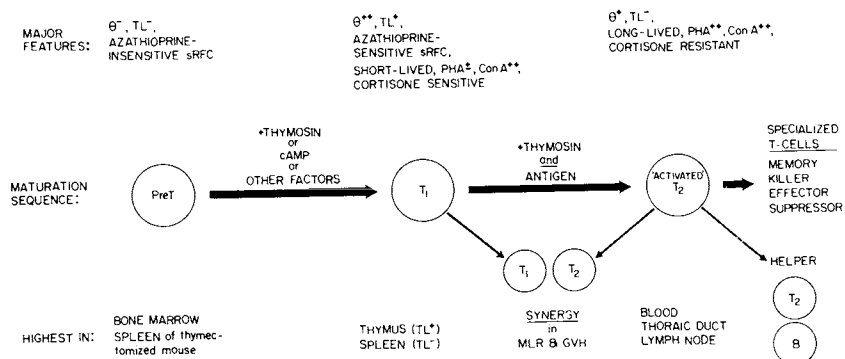 MAJOR
FEATURES:
θ⁻, TL⁻,
AZATHIOPRINE-
INSENSITIVE sRFC
θ⁺⁺, TL⁺,
AZATHIOPRINE-
SENSITIVE sRFC,
SHORT-LIVED, PHA±, Con A⁺⁺,
CORTISONE SENSITIVE
θ⁺, TL⁻,
LONG-LIVED, PHA⁺⁺, Con A⁺⁺,
CORTISONE RESISTANT
MATURATION
SEQUENCE:
PreT
+THYMOSIN
or
cAMP
or
OTHER FACTORS
T₁
+THYMOSIN
and
ANTIGEN
"ACTIVATED"
T₂
SPECIALIZED
T-CELLS
MEMORY
KILLER
EFFECTOR
SUPPRESSOR
T₁
T₂
HELPER
T₂
B
HIGHEST IN:
BONE MARROW
SPLEEN of thymec-
tomized mouse
THYMUS (TL⁺)
SPLEEN (TL⁻)
SYNERGY
in
MLR & GVH
BLOOD
THORAIC DUCT
LYMPH NODE